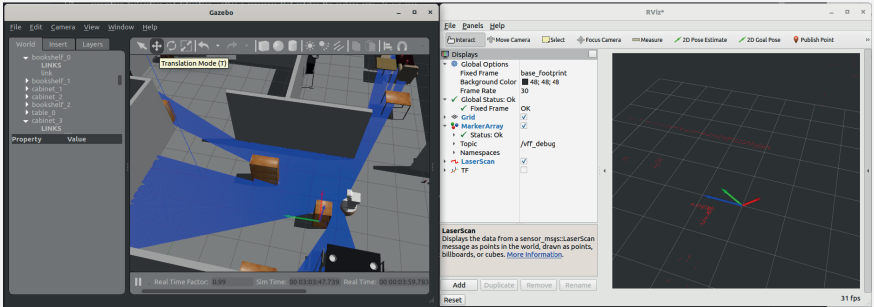 Gazebo
File Edit Camera View Window Help
World Insert Layers
bookshelf_0
LINKS
link
bookshelf_1
cabinet_1
cabinet_2
bookshelf_2
table_0
cabinet_3
LINKS
Property Value
Translation Mode (T)
Real Time Factor: 0.99 Sim Time: 00 03:03:47.739 Real Time: 00 03:03:59.783
RViz*
File Panels Help
Interact Move Camera Select Focus Camera Measure 2D Pose Estimate 2D Goal Pose Publish Point
Displays
Global Options
Fixed Frame base_footprint
Background Color 48; 48; 48
Frame Rate 30
Global Status: Ok
Fixed Frame OK
Grid
MarkerArray
Status: Ok
Topic /vff_debug
Namespaces
LaserScan
TF
LaserScan
Displays the data from a sensor_msgs::LaserScan
message as points in the world, drawn as points,
billboards, or cubes. More Information.
Add Duplicate Remove Rename
Reset
31 fps